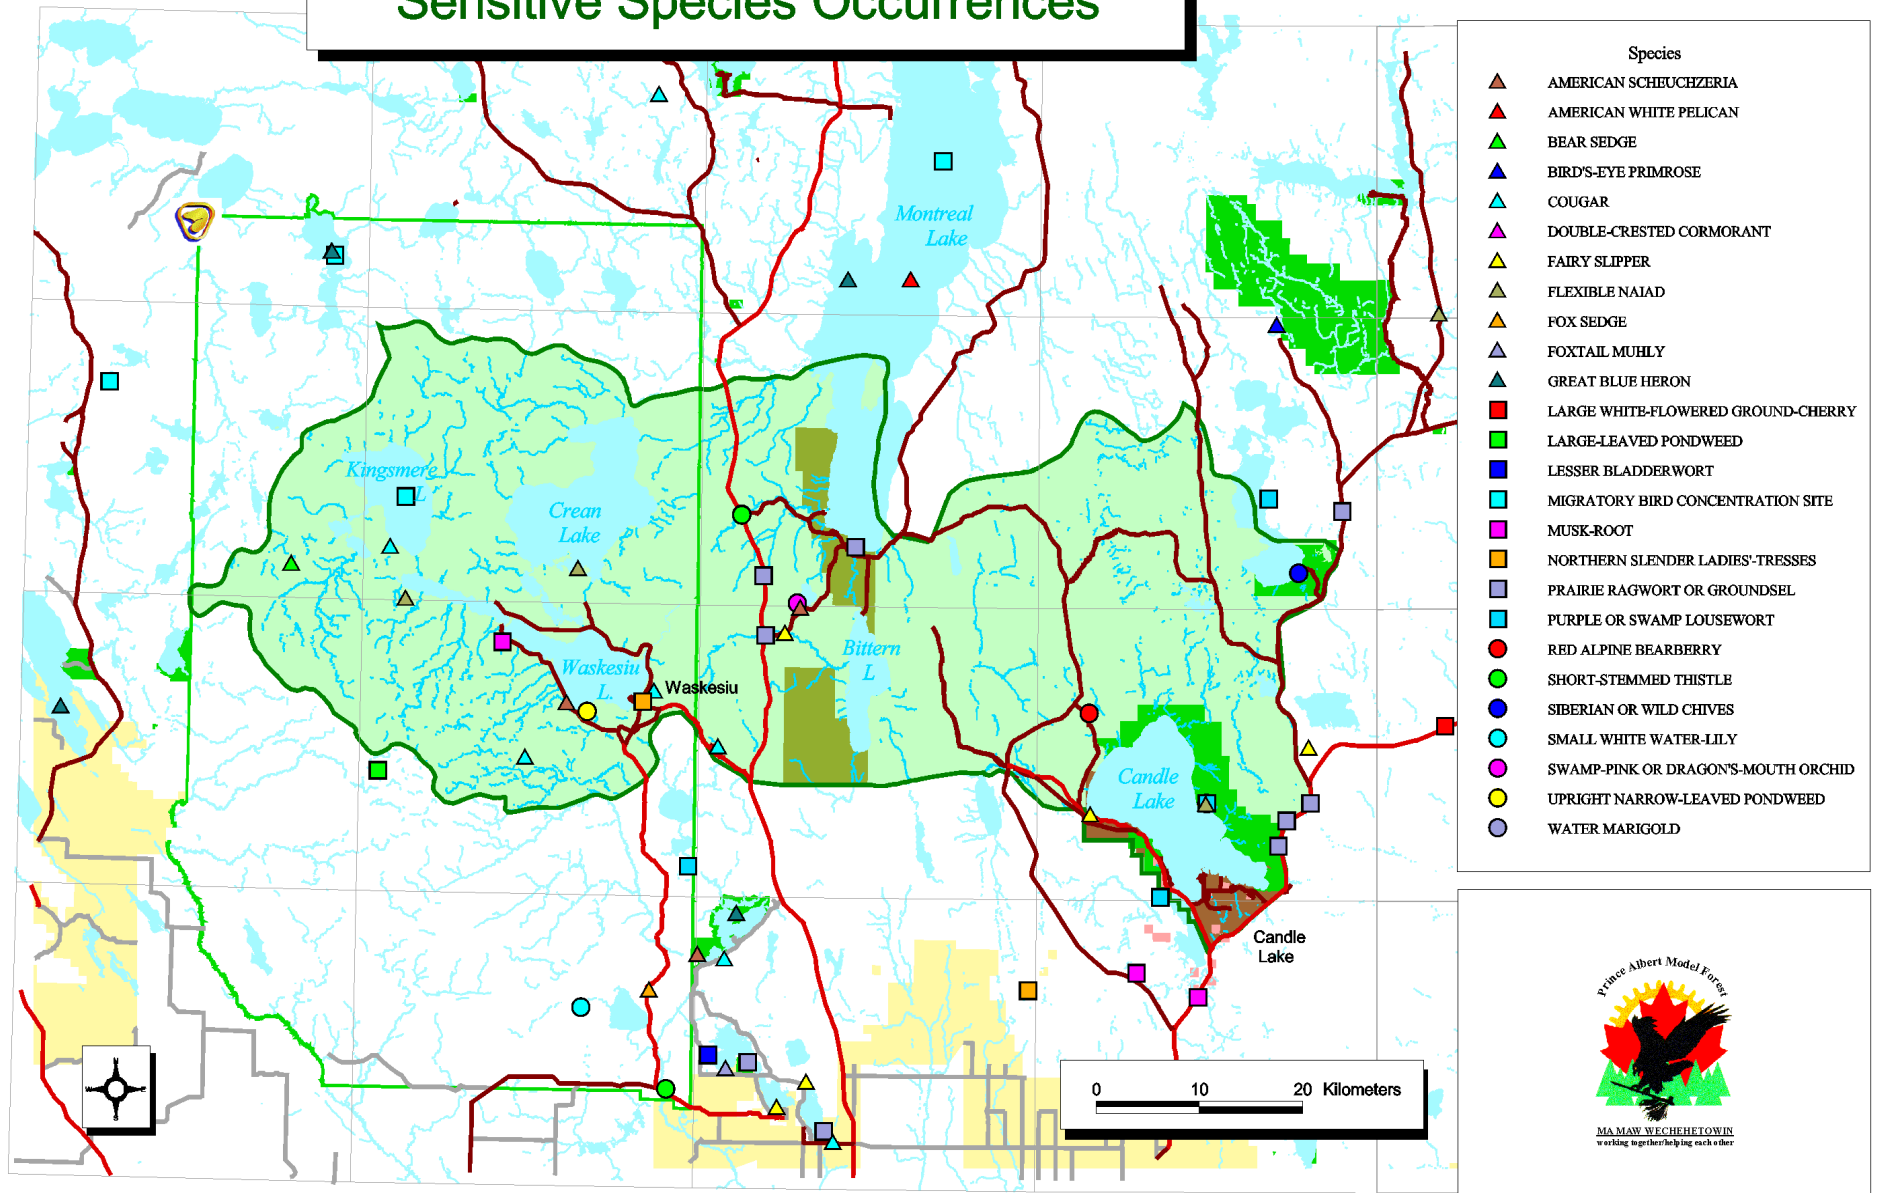 Sensitive Species Occurrences
Species
AMERICAN SCHEUCHZERIA
AMERICAN WHITE PELICAN
BEAR SEDGE
BIRD'S-EYE PRIMROSE
COUGAR
DOUBLE-CRESTED CORMORANT
FAIRY SLIPPER
FLEXIBLE NAIAD
FOX SEDGE
FOXTAIL MUHLY
GREAT BLUE HERON
LARGE WHITE-FLOWERED GROUND-CHERRY
LARGE-LEAVED PONDWEED
LESSER BLADDERWORT
MIGRATORY BIRD CONCENTRATION SITE
MUSK-ROOT
NORTHERN SLENDER LADIES'-TRESSES
PRAIRIE RAGWORT OR GROUNDSEL
PURPLE OR SWAMP LOUSEWORT
RED ALPINE BEARBERRY
SHORT-STEMMED THISTLE
SIBERIAN OR WILD CHIVES
SMALL WHITE WATER-LILY
SWAMP-PINK OR DRAGON'S-MOUTH ORCHID
UPRIGHT NARROW-LEAVED PONDWEED
WATER MARIGOLD
Montreal
Lake
Kingsmere
L
Crean
Lake
Waskesiu
L.
Waskesiu
Bittern
L
Candle
Lake
Candle
Lake
N
W E
S
0 10 20 Kilometers
Prince Albert Model Forest
MA MAW WECHEHETOWIN
working together/helping each other